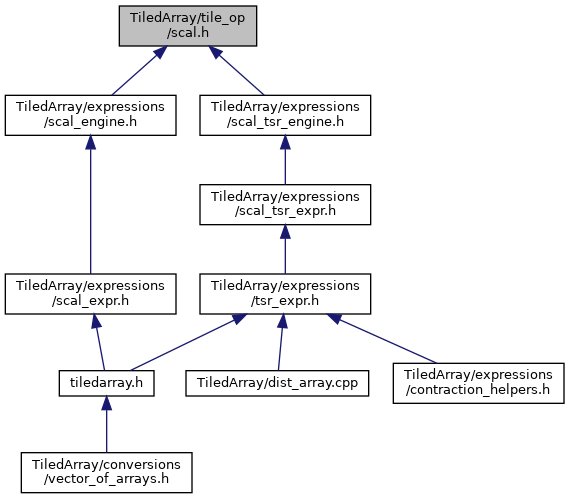 TiledArray/tile_op
/scal.h
TiledArray/expressions
/scal_engine.h
TiledArray/expressions
/scal_tsr_engine.h
TiledArray/expressions
/scal_tsr_expr.h
TiledArray/expressions
/scal_expr.h
TiledArray/expressions
/tsr_expr.h
tiledarray.h
TiledArray/dist_array.cpp
TiledArray/expressions
/contraction_helpers.h
TiledArray/conversions
/vector_of_arrays.h